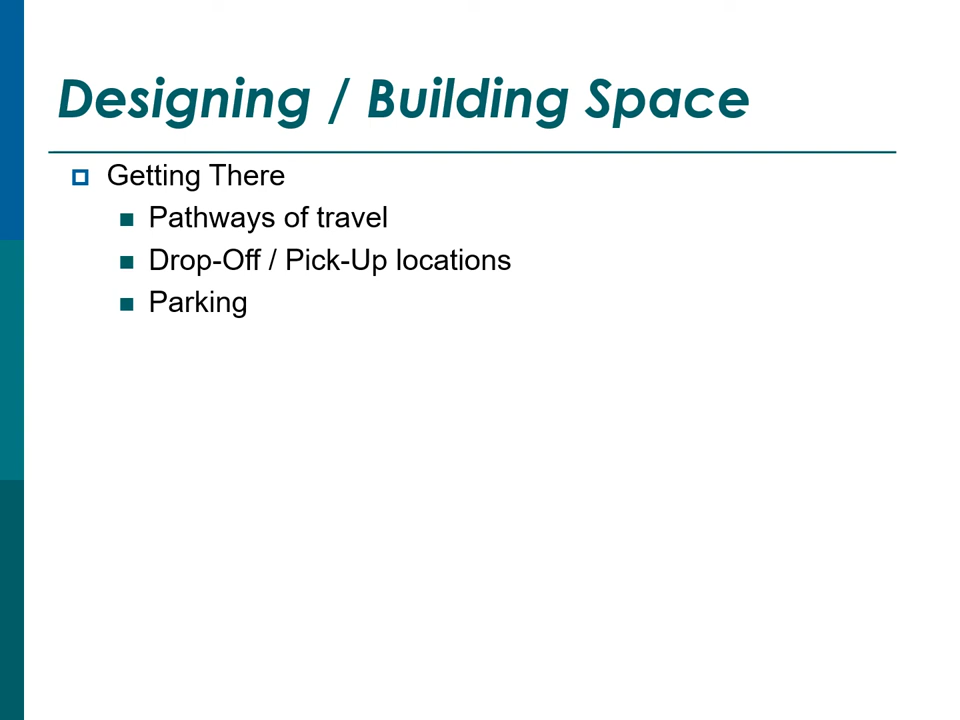 Designing / Building Space
Getting There
Pathways of travel
Drop-Off / Pick-Up locations
Parking